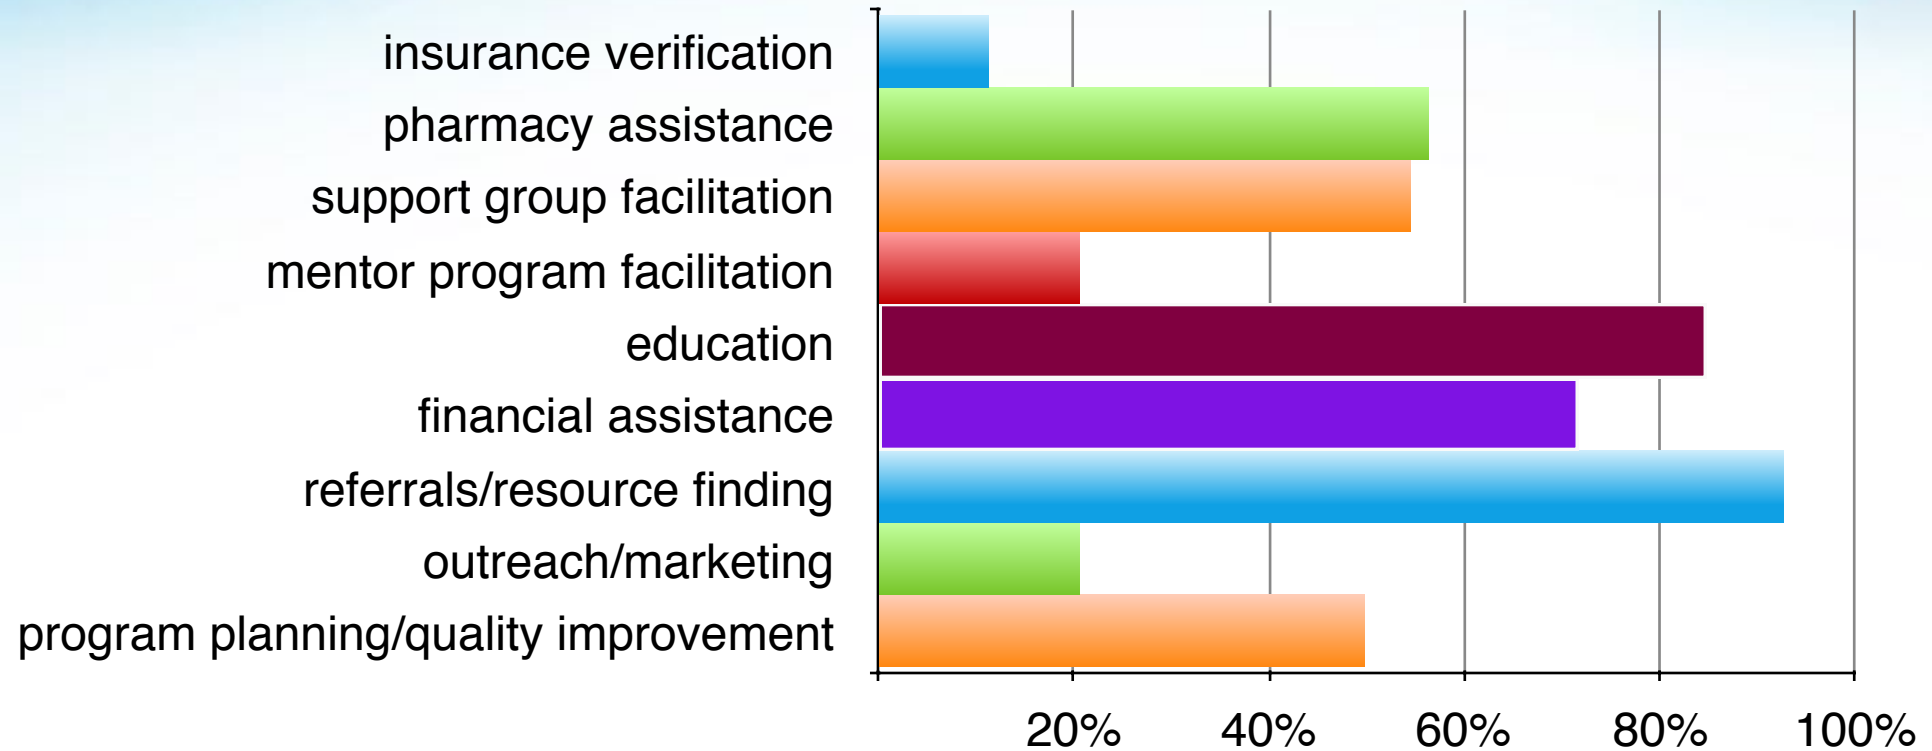 insurance verification
pharmacy assistance
support group facilitation
mentor program facilitation
education
financial assistance
referrals/resource finding
outreach/marketing
program planning/quality improvement
20% 40% 60% 80% 100%